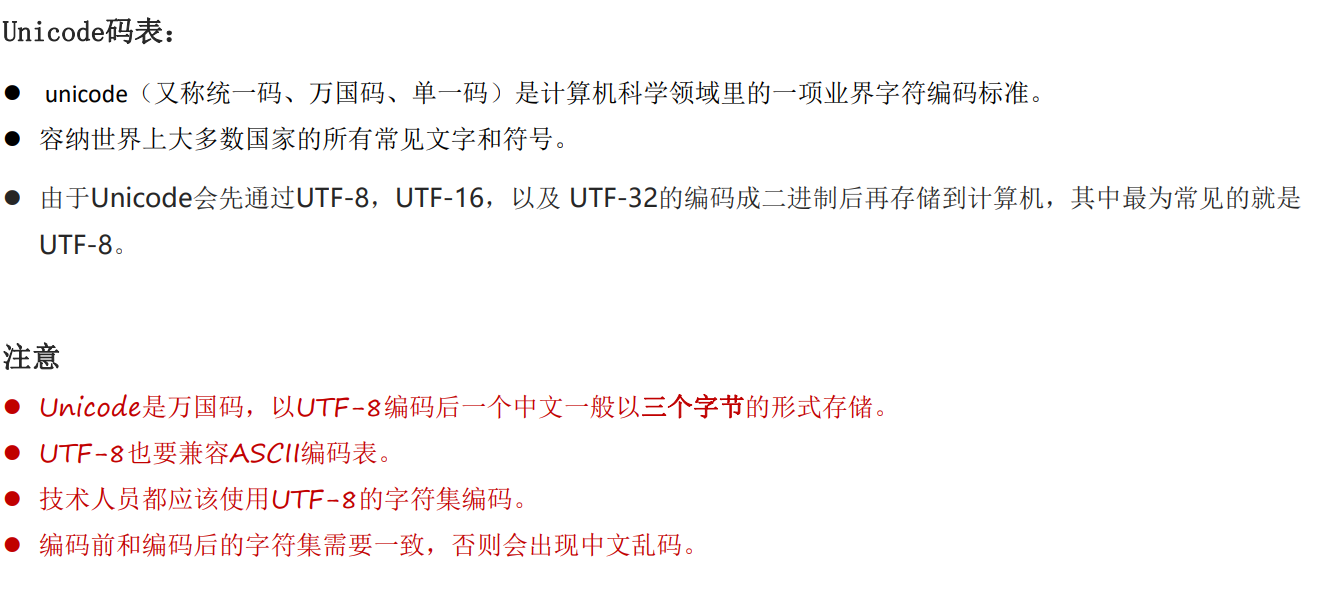 Unicode码表：
● unicode（又称统一码、万国码、单一码）是计算机科学领域里的一项业界字符编码标准。
● 容纳世界上大多数国家的所有常见文字和符号。
● 由于Unicode会先通过UTF-8，UTF-16，以及 UTF-32的编码成二进制后再存储到计算机，其中最为常见的就是
UTF-8。
注意
● Unicode是万国码，以UTF-8编码后一个中文一般以三个字节的形式存储。
● UTF-8也要兼容ASCII编码表。
● 技术人员都应该使用UTF-8的字符集编码。
● 编码前和编码后的字符集需要一致，否则会出现中文乱码。